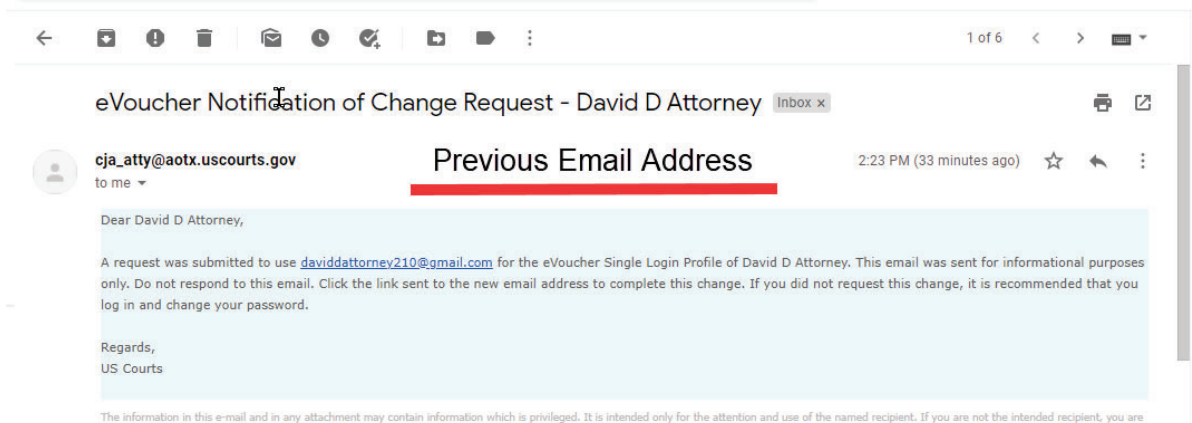 1 of 6
eVoucher Notification of Change Request - David D Attorney Inbox x
cja_atty@aotx.uscourts.gov Previous Email Address 2:23 PM (33 minutes ago)
to me
Dear David D Attorney,
A request was submitted to use daviddattorney210@gmail.com for the eVoucher Single Login Profile of David D Attorney. This email was sent for informational purposes
only. Do not respond to this email. Click the link sent to the new email address to complete this change. If you did not request this change, it is recommended that you
log in and change your password.
Regards,
US Courts
The information in this e-mail and in any attachment may contain information which is privileged. It is intended only for the attention and use of the named recipient. If you are not the intended recipient, you are